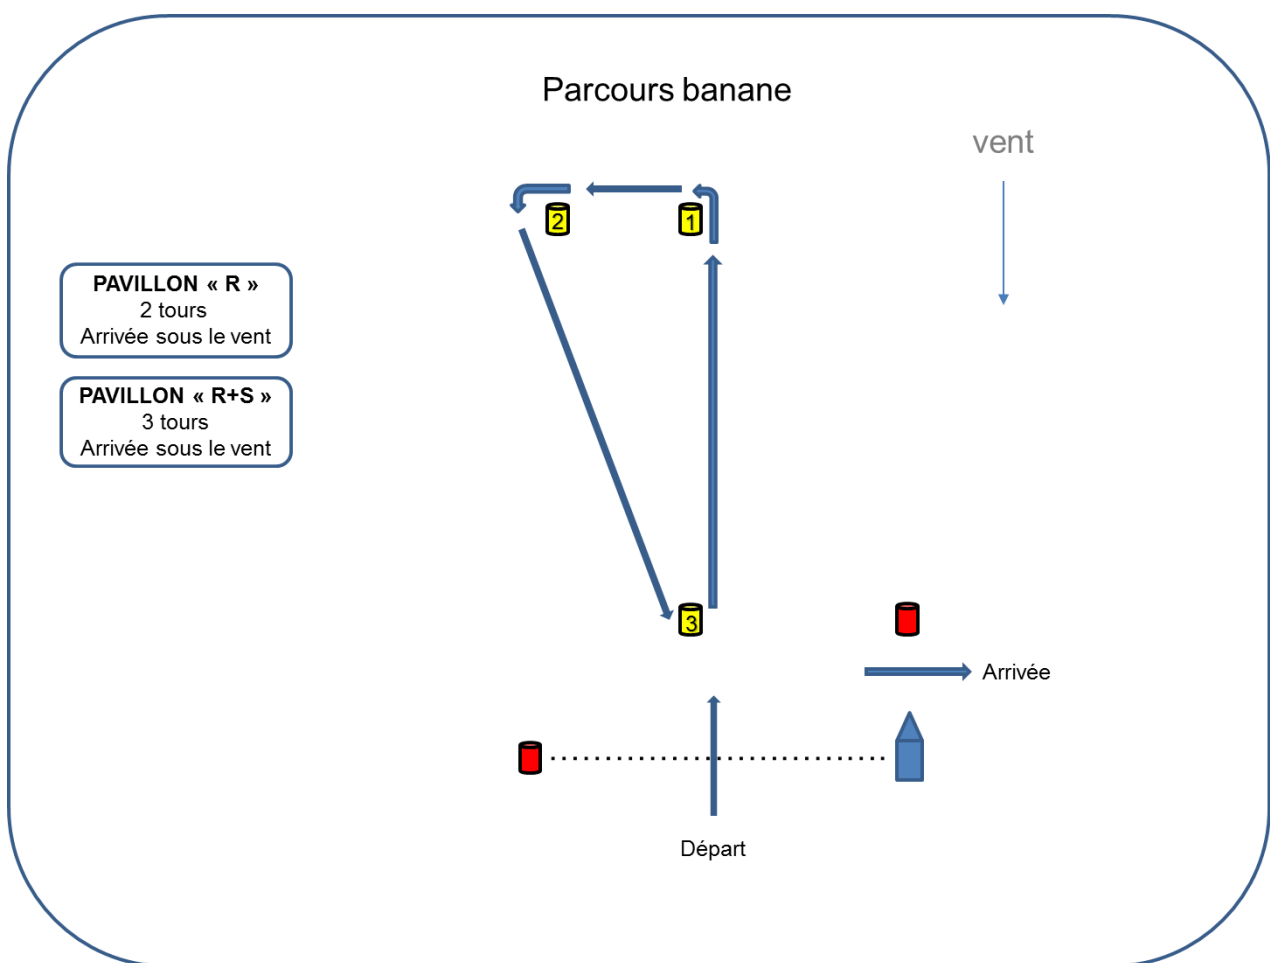 Parcours banane
vent
2
1
PAVILLON « R »
2 tours
Arrivée sous le vent
PAVILLON « R+S »
3 tours
Arrivée sous le vent
3
Arrivée
Départ